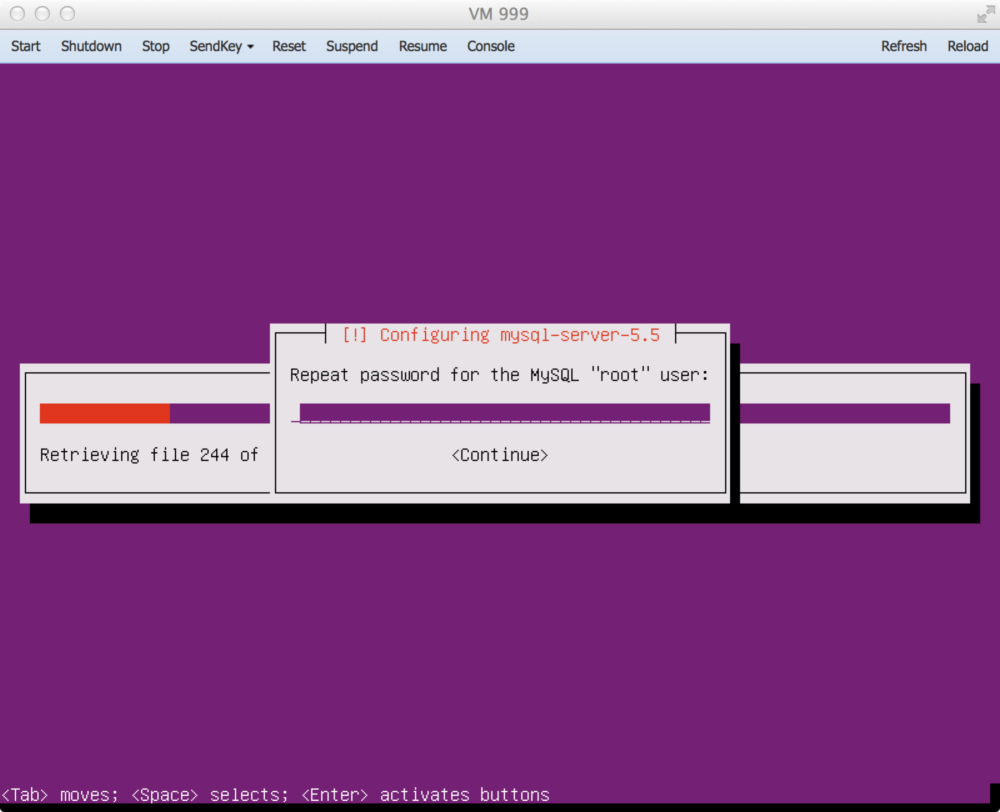 VM 999
Start Shutdown Stop SendKey Reset Suspend Resume Console Refresh Reload
[!] Configuring mysql-server-5.5
Repeat password for the MySQL "root" user:
Retrieving file 244 of
<Continue>
<Tab> moves; <Space> selects; <Enter> activates buttons